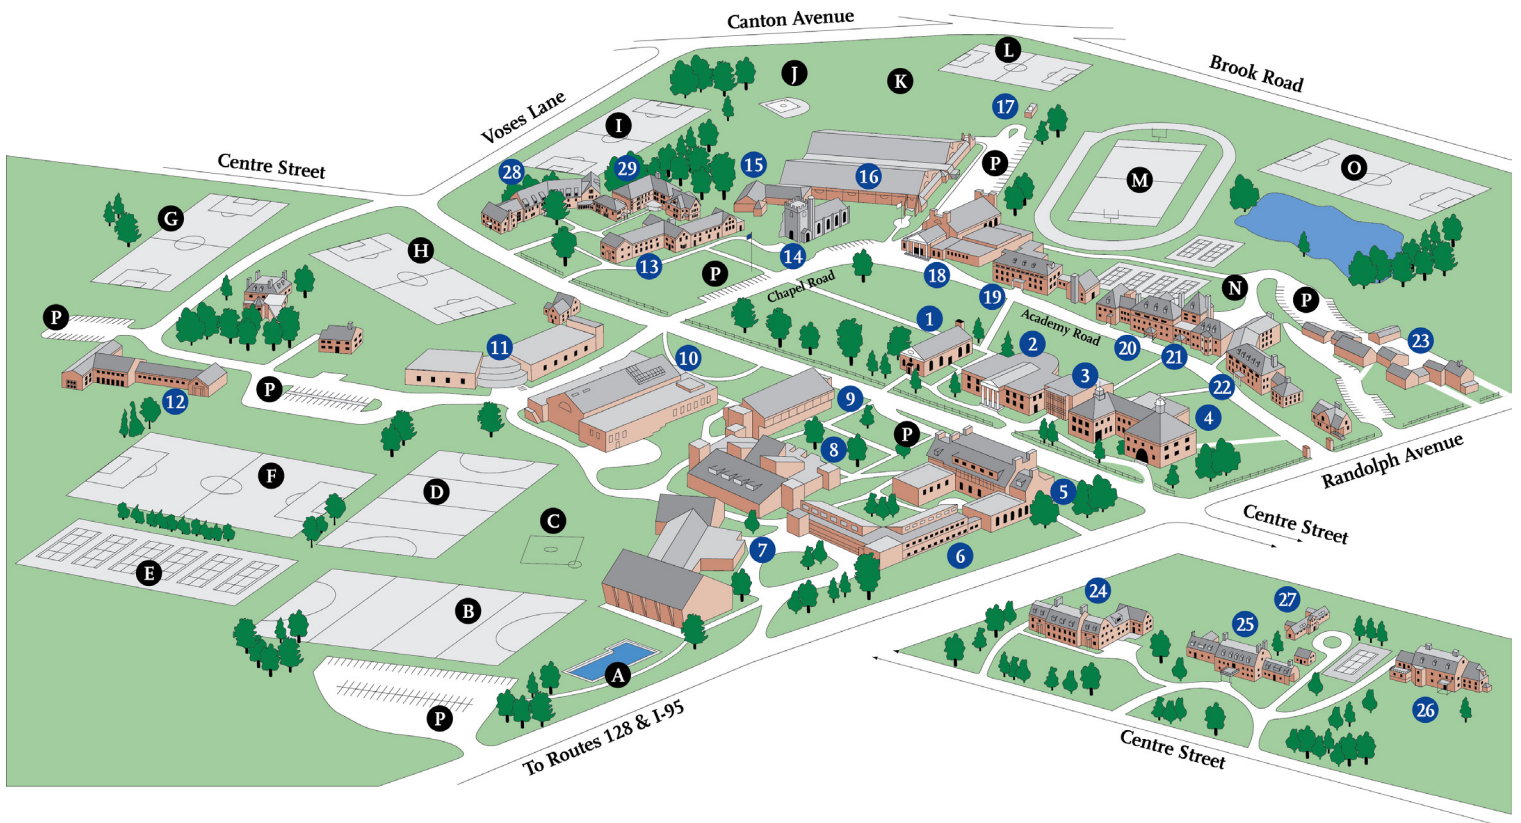 Canton Avenue
L
Brook Road
J
K
17
Voses Lane
I
Centre Street
28
29
15
16
P
M
O
G
H
13
14
P
18
Chapel Road
19
N
P
P
1
Academy Road
2
20
21
23
11
10
3
22
12
P
9
4
8
P
Randolph Avenue
F
D
5
Centre Street
C
7
6
E
B
24
27
25
A
26
P
To Routes 128 & I-95
Centre Street